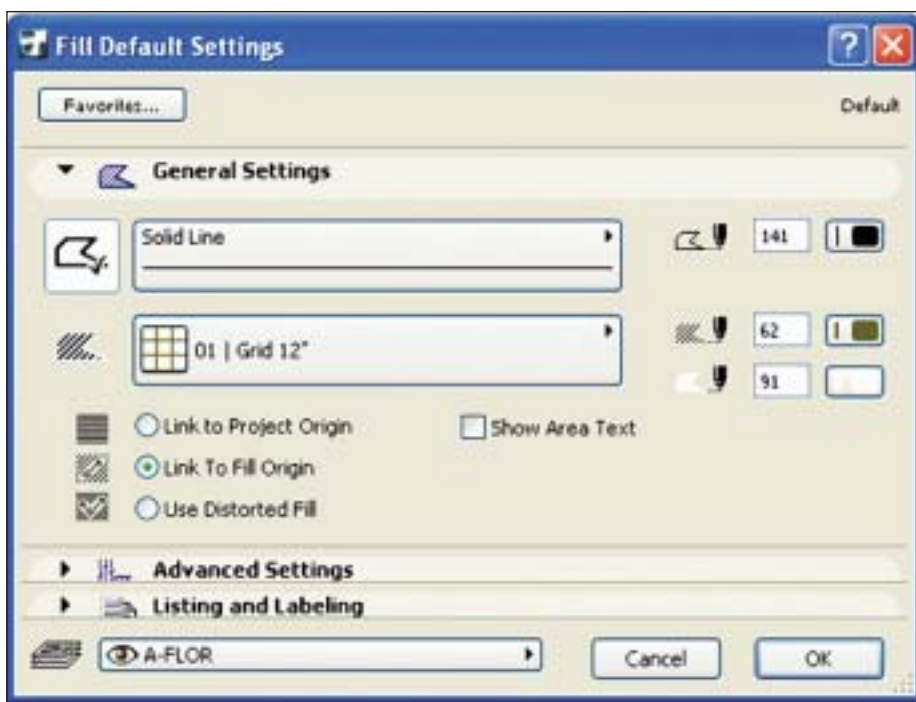 Fill Default Settings
Favorites...
Default
General Settings
Solid Line
141
01 | Grid 12"
62
91
Link to Project Origin
Show Area Text
Link To Fill Origin
Use Distorted Fill
Advanced Settings
Listing and Labeling
A-FLOR
Cancel
OK